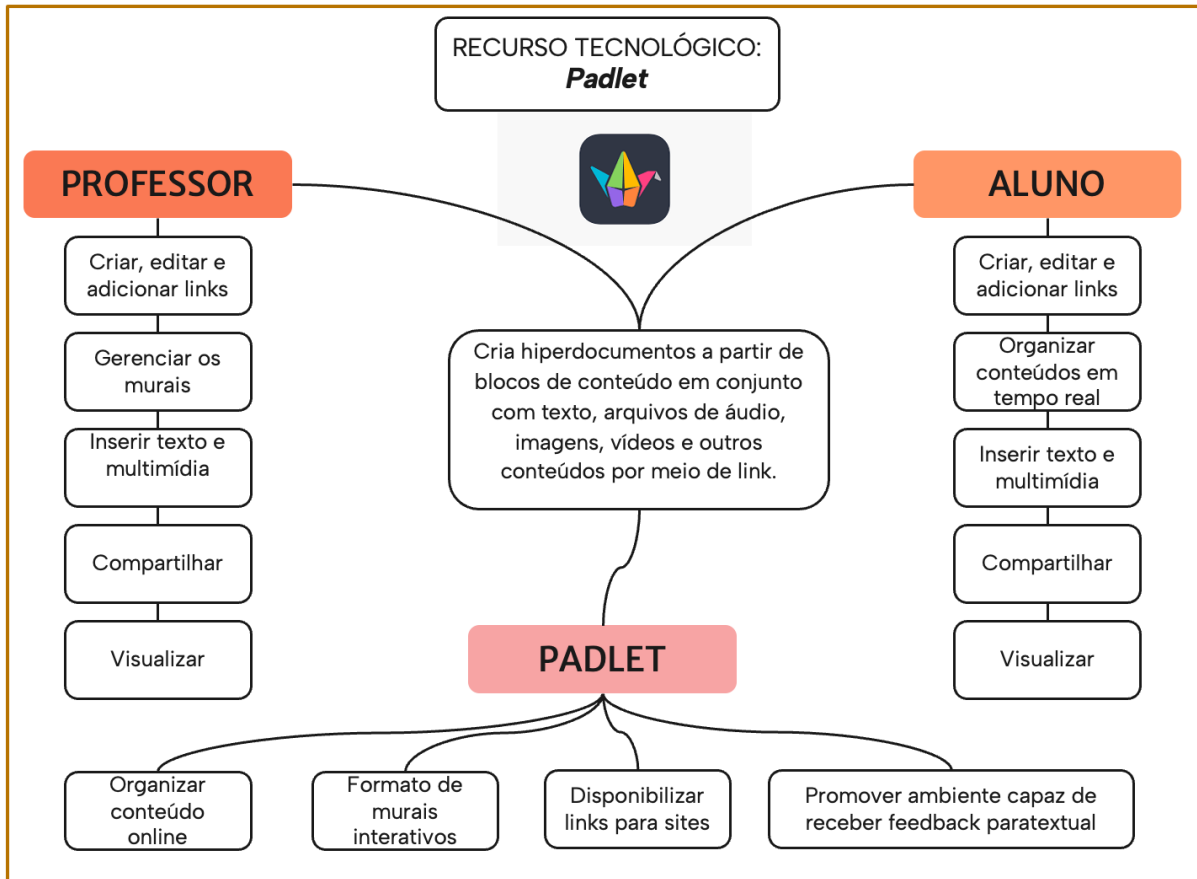 RECURSO TECNOLÓGICO:
Padlet
PROFESSOR
Criar, editar e
adicionar links
Gerenciar os
murais
Inserir texto e
multimídia
Compartilhar
Visualizar
ALUNO
Criar, editar e
adicionar links
Organizar
conteúdos em
tempo real
Inserir texto e
multimídia
Compartilhar
Visualizar
Cria hiperdocumentos a partir de
blocos de conteúdo em conjunto
com texto, arquivos de áudio,
imagens, vídeos e outros
conteúdos por meio de link.
PADLET
Organizar
conteúdo
online
Formato de
murais
interativos
Disponibilizar
links para sites
Promover ambiente capaz de
receber feedback paratextual